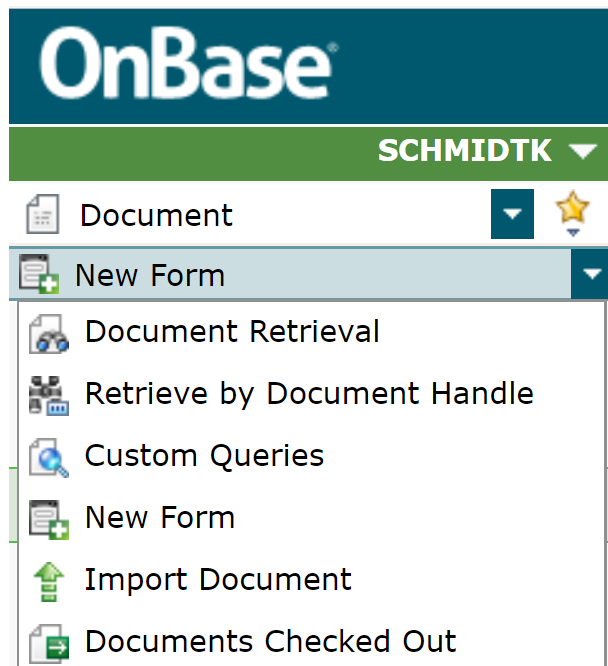 OnBase®
SCHMIDTK
Document
New Form
Document Retrieval
Retrieve by Document Handle
Custom Queries
New Form
Import Document
Documents Checked Out